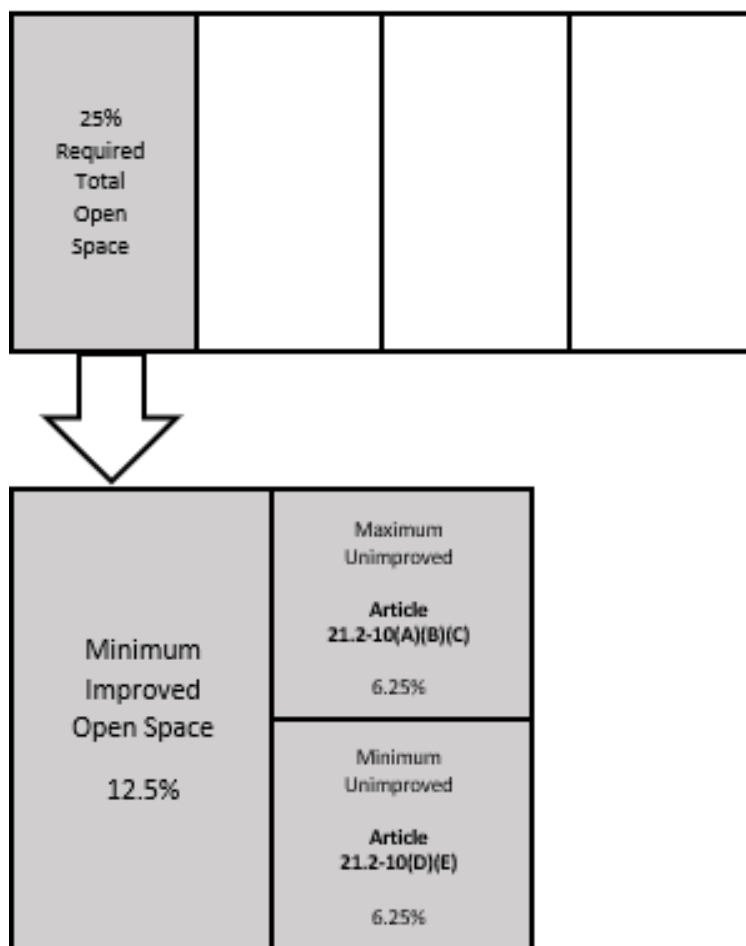 25%
Required
Total
Open
Space
Minimum
Improved
Open Space
12.5%
Maximum
Unimproved
Article
21.2-10(A)(B)(C)
6.25%
Minimum
Unimproved
Article
21.2-10(D)(E)
6.25%